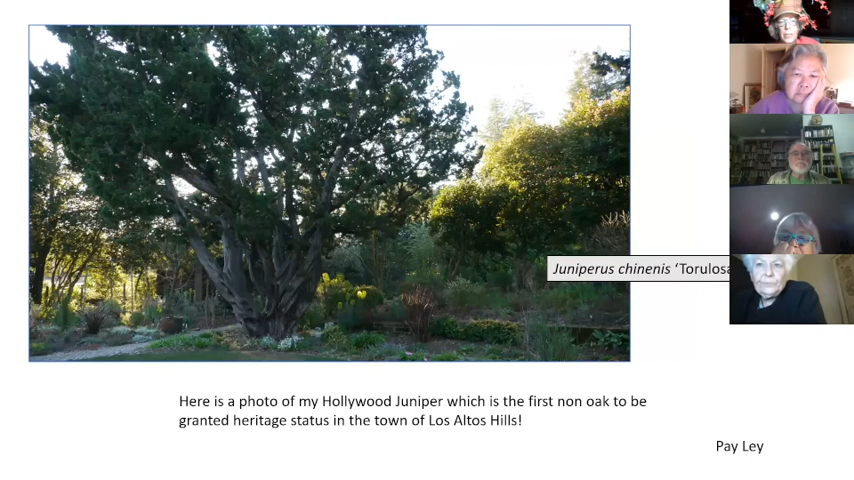 Juniperus chinenis ‘Torulosa
Here is a photo of my Hollywood Juniper which is the first non oak to be
granted heritage status in the town of Los Altos Hills!
Pay Ley